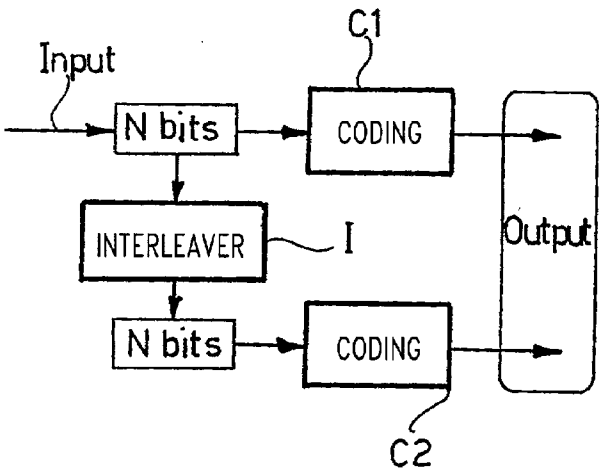 C1
Input
N bits
CODING
INTERLEAVER
I
Output
N bits
CODING
C2